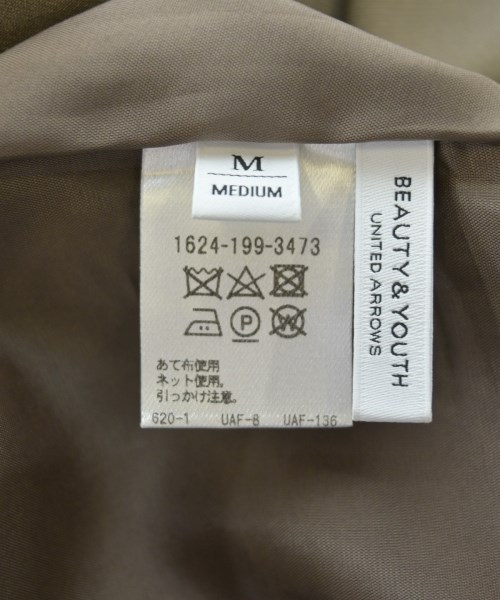 M
MEDIUM
1624-199-3473
P
W
あて布使用
ネット使用。
引っかけ注意。
620-1 UAF-8 UAF-136
BEAUTY&YOUTH
UNITED ARROWS